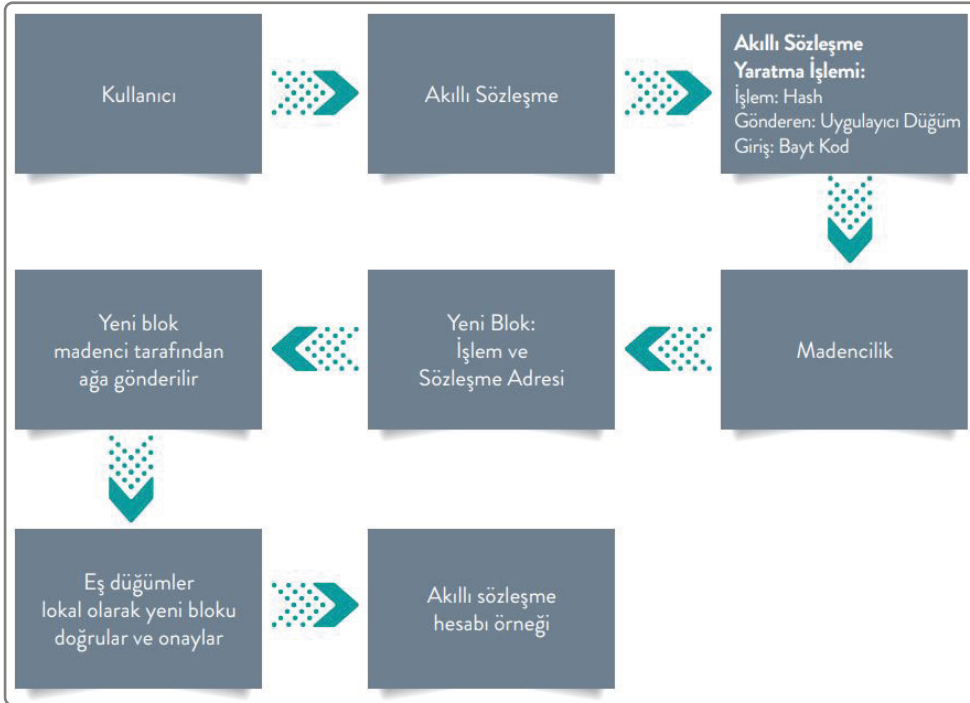 Kullanıcı
Akıllı Sözleşme
Akıllı Sözleşme
Yaratma İşlemi:
İşlem: Hash
Gönderen: Uygulayıcı Düğüm
Giriş: Bayt Kod
Madencilik
Yeni Blok:
İşlem ve
Sözleşme Adresi
Yeni blok
madenci tarafından
ağa gönderilir
Eş düğümler
lokal olarak yeni bloku
doğrular ve onaylar
Akıllı sözleşme
hesabı örneği